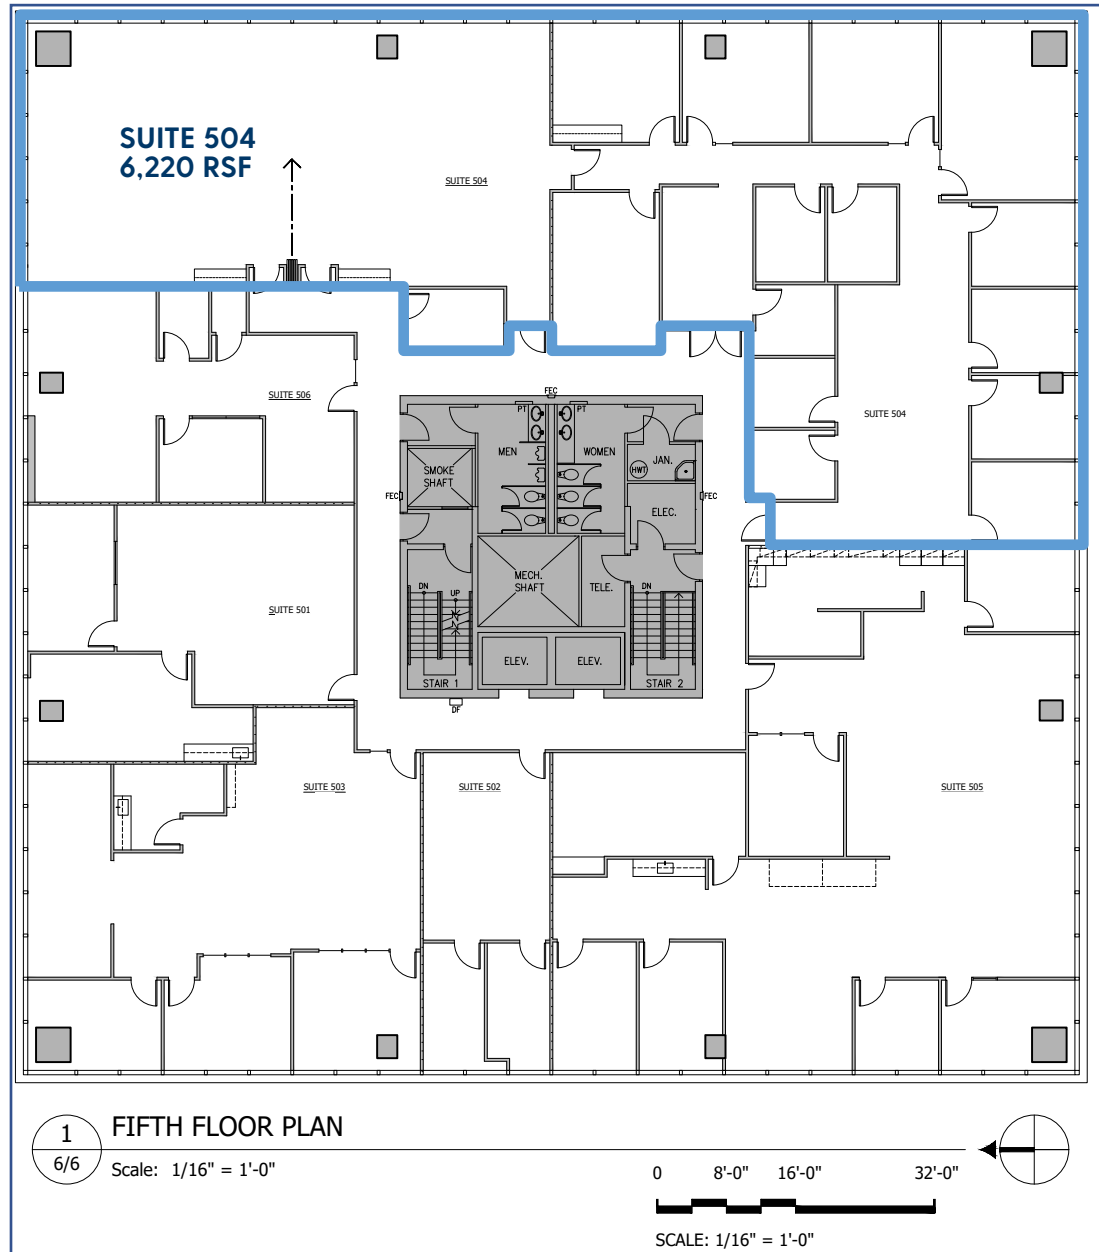 SUITE 504
6,220 RSF
SUITE 504
SUITE 506
SUITE 504
FEC
PT
PT
MEN
WOMEN
JAN.
HWT
SMOKE
SHAFT
FEC
FEC
ELEC.
MECH.
SHAFT
TELE.
DN
UP
DN
SUITE 501
ELEV.
ELEV.
STAIR 1
STAIR 2
DF
SUITE 503
SUITE 502
SUITE 505
1
6/6
FIFTH FLOOR PLAN
Scale: 1/16" = 1'-0"
0 8'-0" 16'-0" 32'-0"
SCALE: 1/16" = 1'-0"